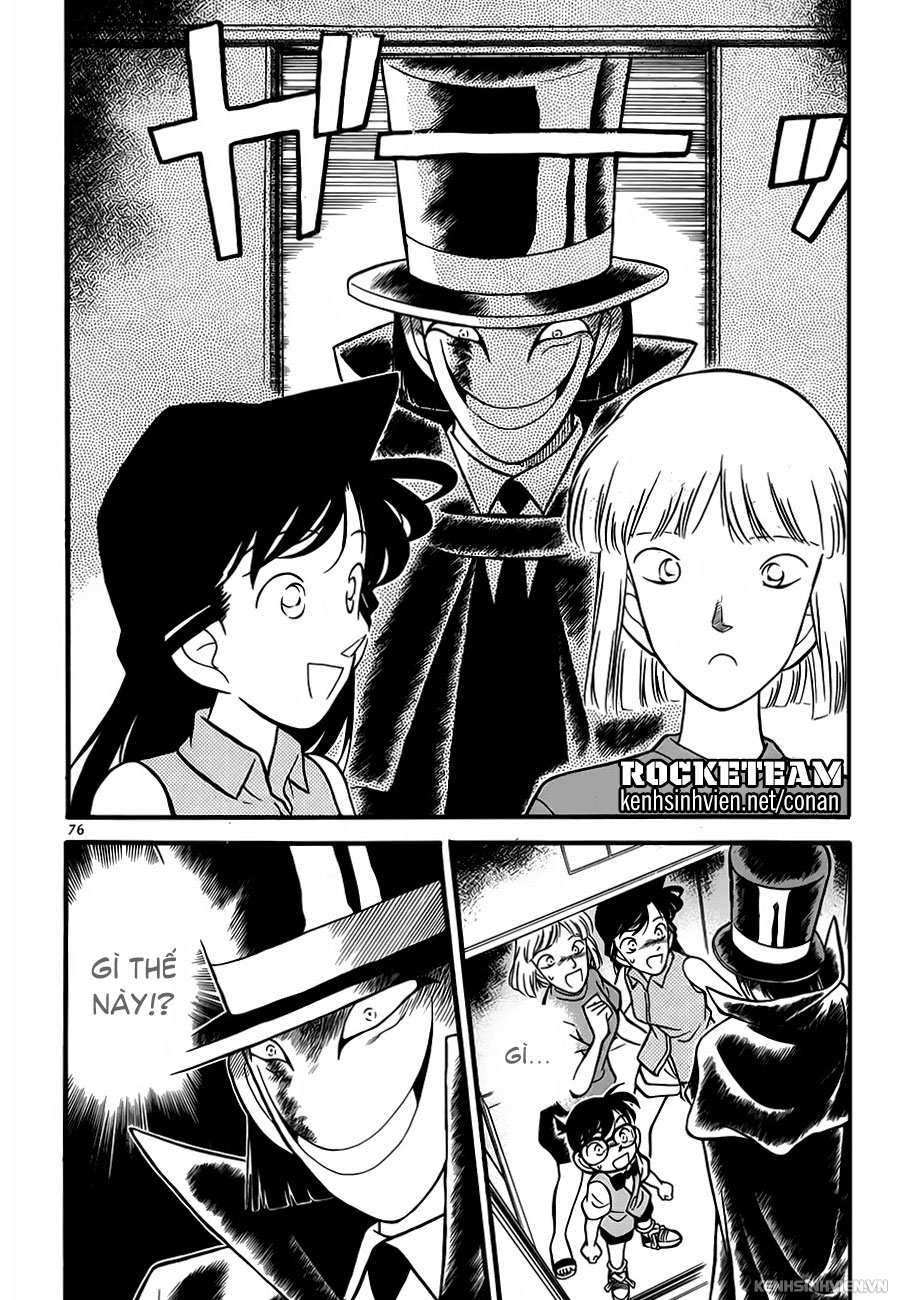 ザーッ
ROCKETEAM
kenhsinhvien.net/conan
76
GÌ THẾ
NÀY!?
GÌ...
KENHSINHVIEN.VN